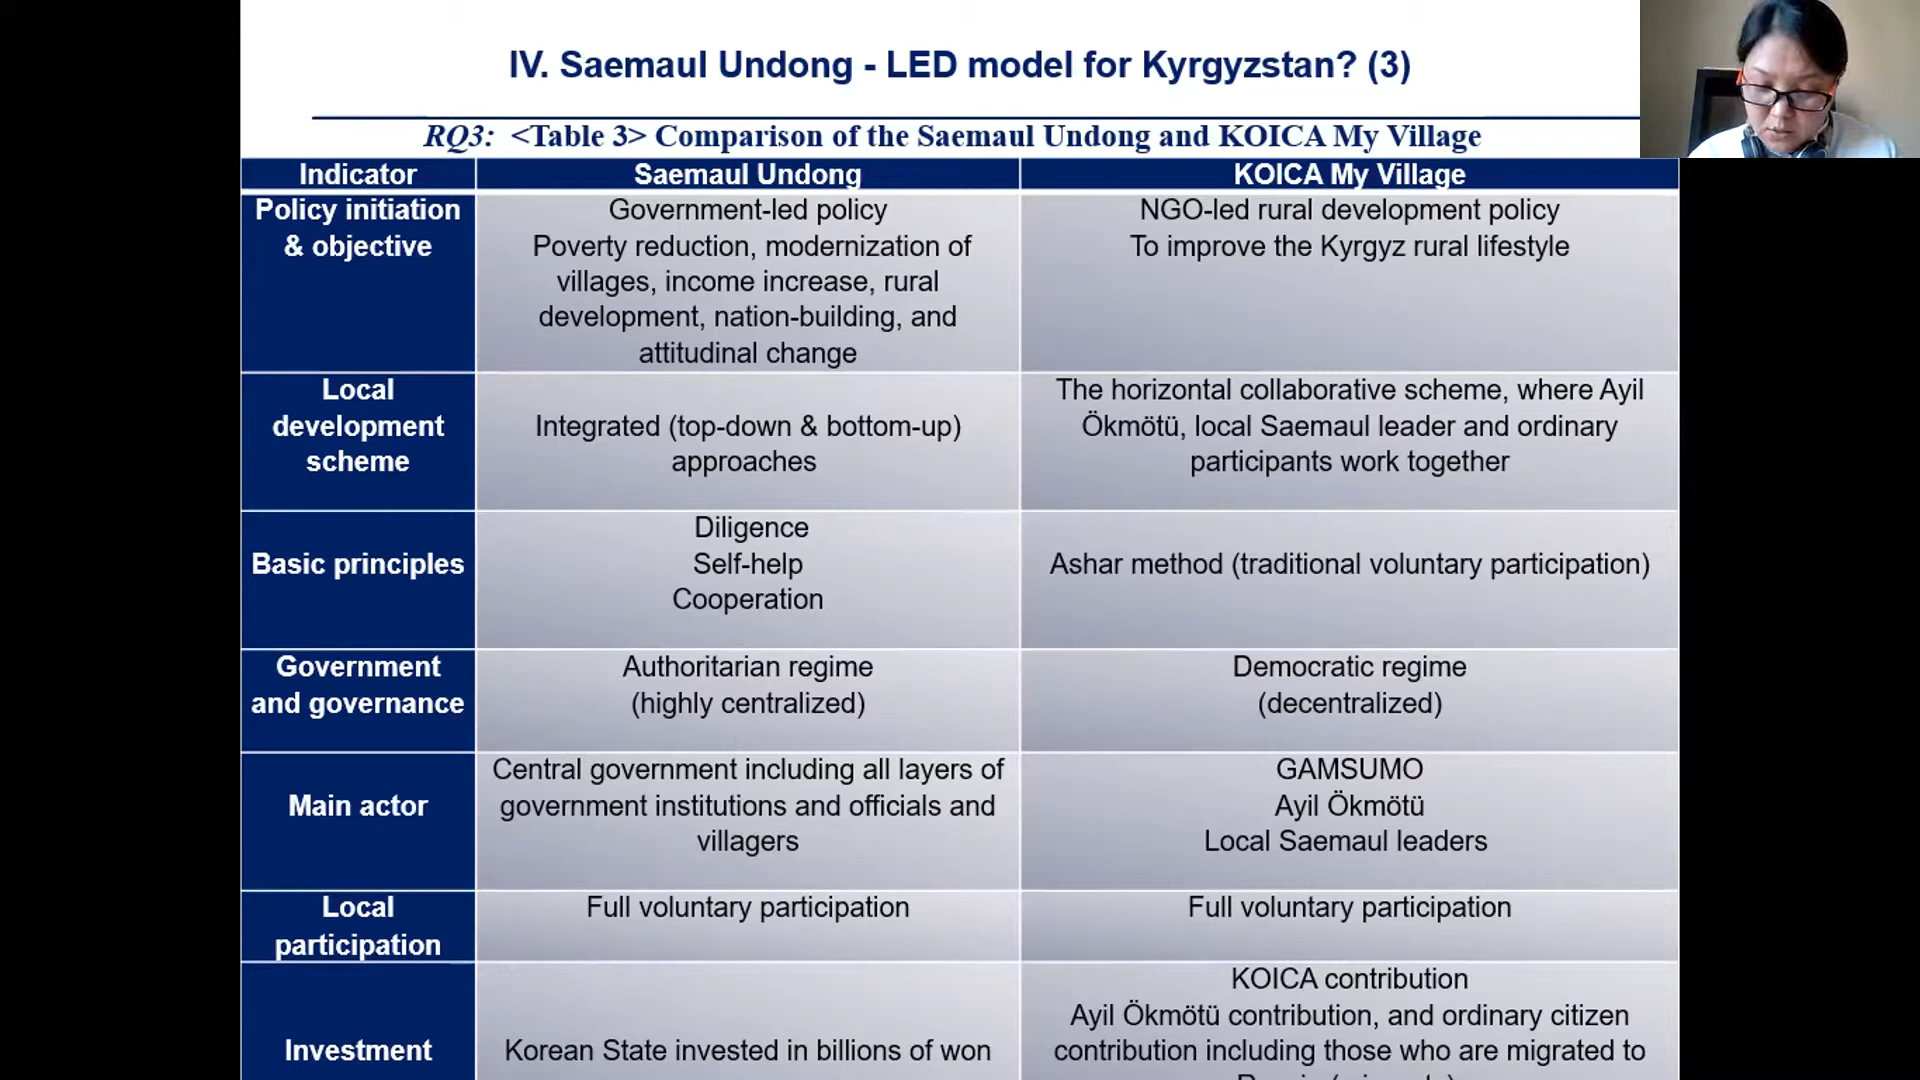 IV. Saemaul Undong - LED model for Kyrgyzstan? (3)
RQ3: <Table 3> Comparison of the Saemaul Undong and KOICA My Village
Indicator
Saemaul Undong
KOICA My Village
Policy initiation
& objective
Government-led policy
Poverty reduction, modernization of
villages, income increase, rural
development, nation-building, and
attitudinal change
NGO-led rural development policy
To improve the Kyrgyz rural lifestyle
Local
development
scheme
Integrated (top-down & bottom-up)
approaches
The horizontal collaborative scheme, where Ayil
Ökmötü, local Saemaul leader and ordinary
participants work together
Basic principles
Diligence
Self-help
Cooperation
Ashar method (traditional voluntary participation)
Government
and governance
Authoritarian regime
(highly centralized)
Democratic regime
(decentralized)
Main actor
Central government including all layers of
government institutions and officials and
villagers
GAMSUMO
Ayil Ökmötü
Local Saemaul leaders
Local
participation
Full voluntary participation
Full voluntary participation
Investment
Korean State invested in billions of won
KOICA contribution
Ayil Ökmötü contribution, and ordinary citizen
contribution including those who are migrated to